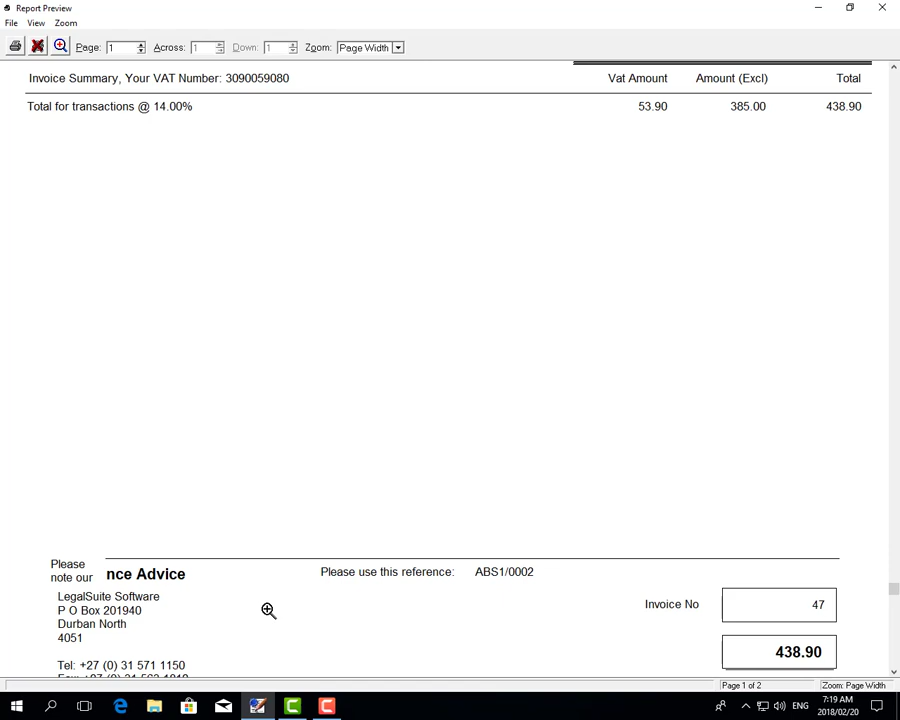 Report Preview
File View Zoom
Page: 1 Across: 1 Down: 1 Zoom: Page Width
Invoice Summary, Your VAT Number: 3090059080 Vat Amount Amount (Excl) Total
Total for transactions @ 14.00% 53.90 385.00 438.90
Please
note our
nce Advice Please use this reference: ABS1/0002
LegalSuite Software
P O Box 201940
Durban North
4051
Invoice No 47
438.90
Tel: +27 (0) 31 571 1150
Page 1 of 2 Zoom: Page Width
ENG
7:19 AM
2018/02/20